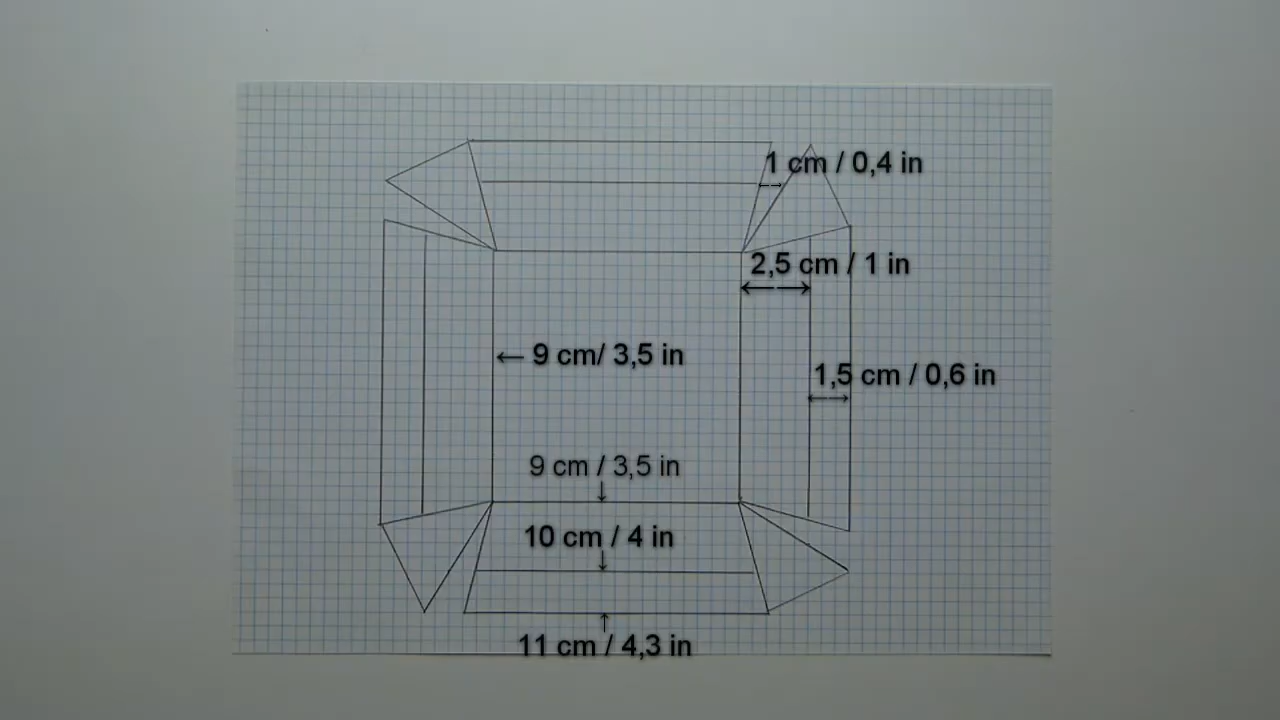 1 cm / 0,4 in
2,5 cm / 1 in
← 9 cm/ 3,5 in
1,5 cm / 0,6 in
9 cm / 3,5 in
10 cm / 4 in
11 cm / 4,3 in